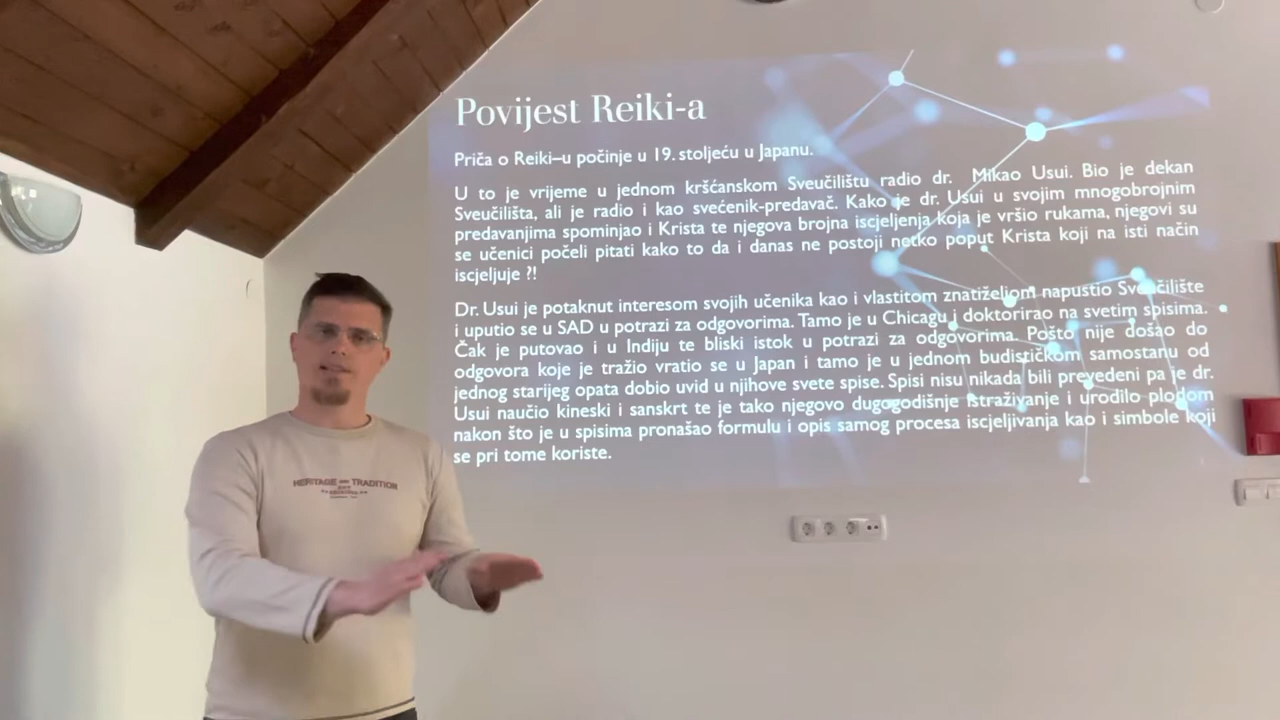 Povijest Reiki-a
Priča o Reiki–u počinje u 19. stoljeću u Japanu.
U to je vrijeme u jednom kršćanskom Sveučilištu radio dr. Mikao Usui. Bio je dekan
Sveučilišta, ali je radio i kao svećenik-predavač. Kako je dr. Usui u svojim mnogobrojnim
predavanjima spominjao i Krista te njegova brojna iscjeljenja koja je vršio rukama, njegovi su
se učenici počeli pitati kako to da i danas ne postoji netko poput Krista koji na isti način
iscjeljuje ?!
Dr. Usui je potaknut interesom svojih učenika kao i vlastitom znatiželjom napustio Sveučilište
i uputio se u SAD u potrazi za odgovorima. Tamo je u Chicagu i doktorirao na svetim spisima.
Čak je putovao i u Indiju te bliski istok u potrazi za odgovorima. Pošto nije došao do
odgovora koje je tražio vratio se u Japan i tamo je u jednom budističkom samostanu od
jednog starijeg opata dobio uvid u njihove svete spise. Spisi nisu nikada bili prevedeni pa je dr.
Usui naučio kineski i sanskrt te je tako njegovo dugogodišnje istraživanje i urodilo plodom
nakon što je u spisima pronašao formulu i opis samog procesa iscjeljivanja kao i simbole koji
se pri tome koriste.
HERITAGE AND TRADITION